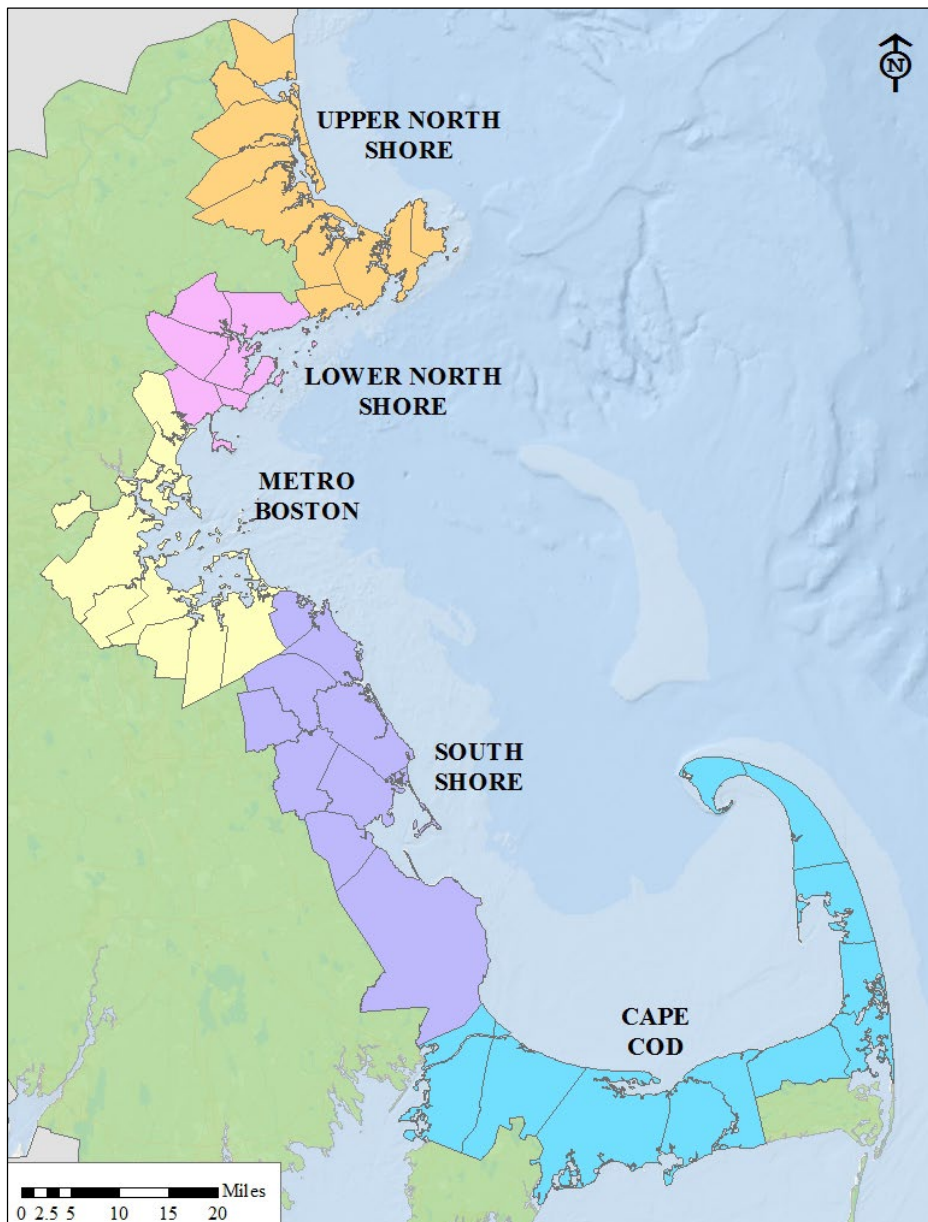 N
UPPER NORTH
SHORE
LOWER NORTH
SHORE
METRO
BOSTON
SOUTH
SHORE
CAPE
COD
Miles
0 2.5 5 10 15 20